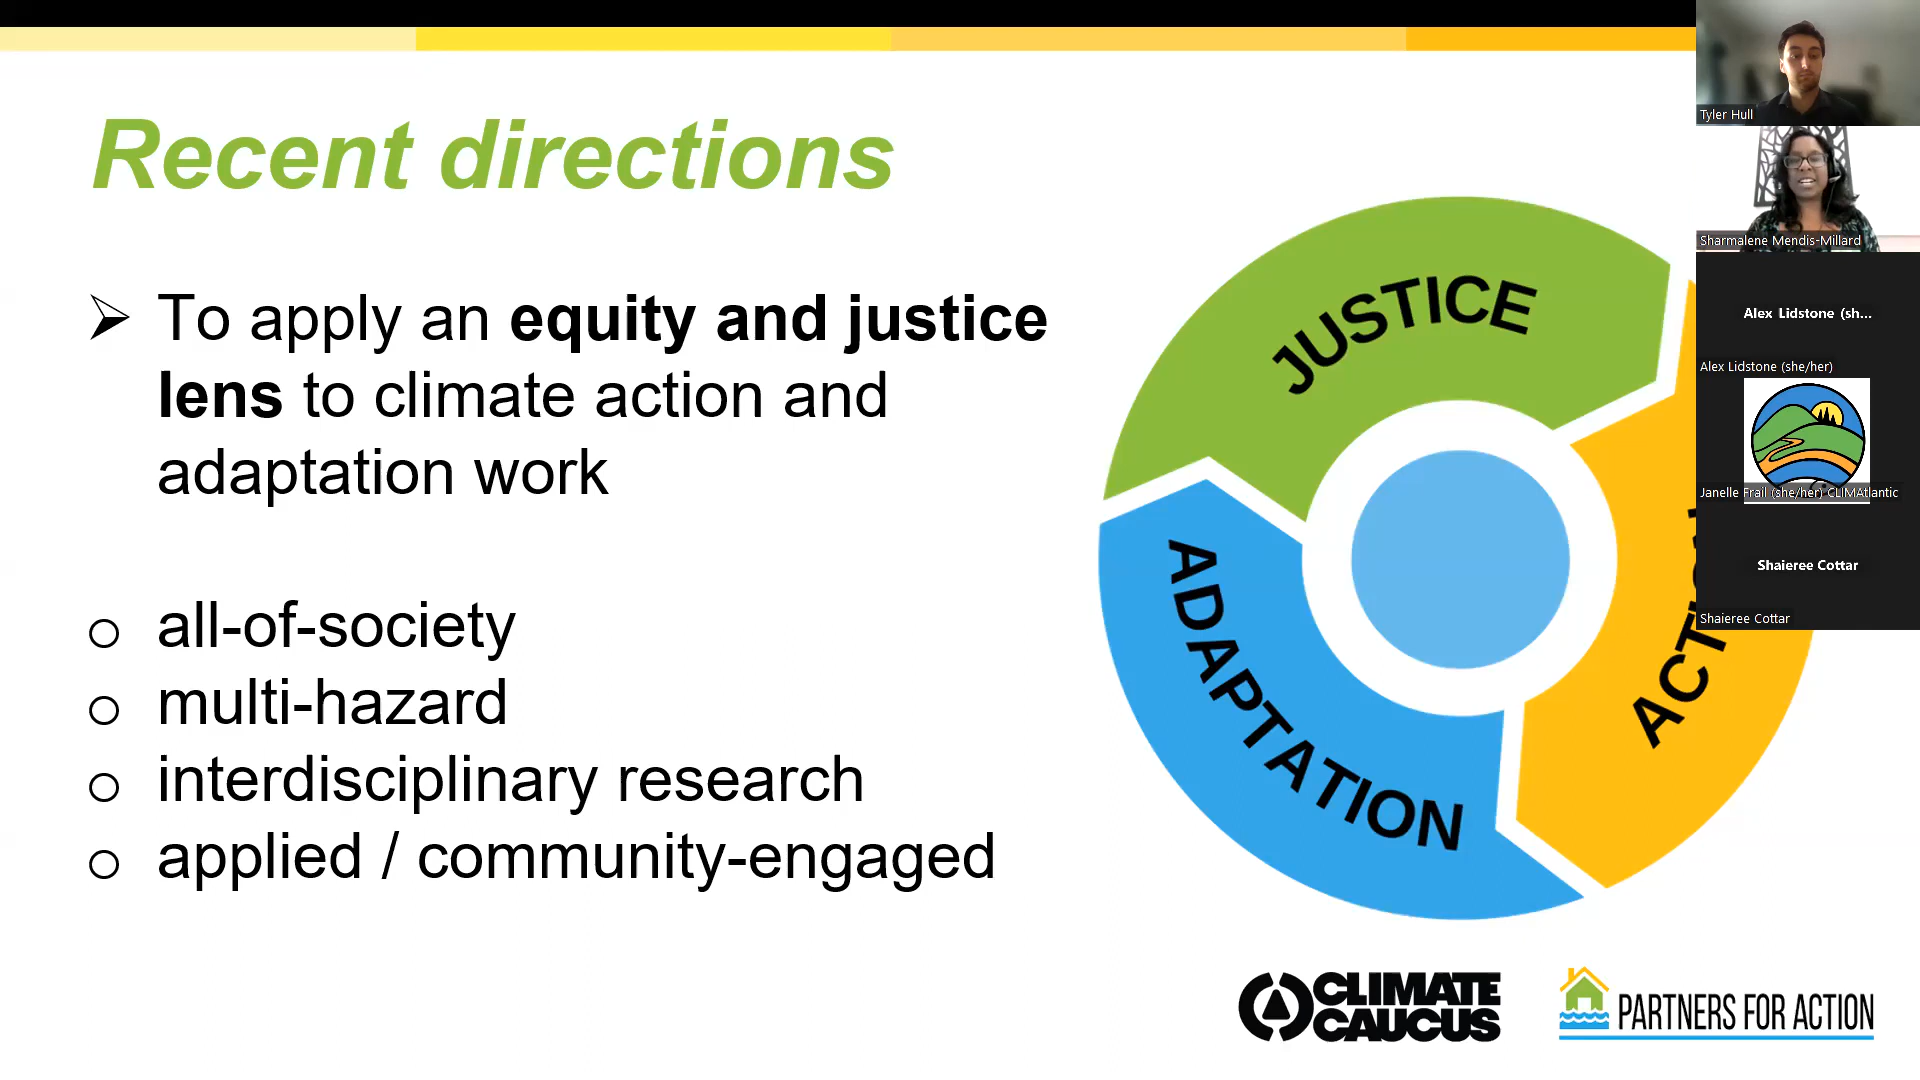 Recent directions
➢ To apply an equity and justice
lens to climate action and
adaptation work
o all-of-society
o multi-hazard
o interdisciplinary research
o applied / community-engaged
JUSTICE
ACTION
ADAPTATION
CLIMATE
CAUCUS
PARTNERS FOR ACTION
Tyler Hull
Sharmalene Mendis-Millard
Alex Lidstone (sh...
Alex Lidstone (she/her)
Janelle Frail (she/her) CLIMAtlantic
Shaieree Cottar
Shaieree Cottar